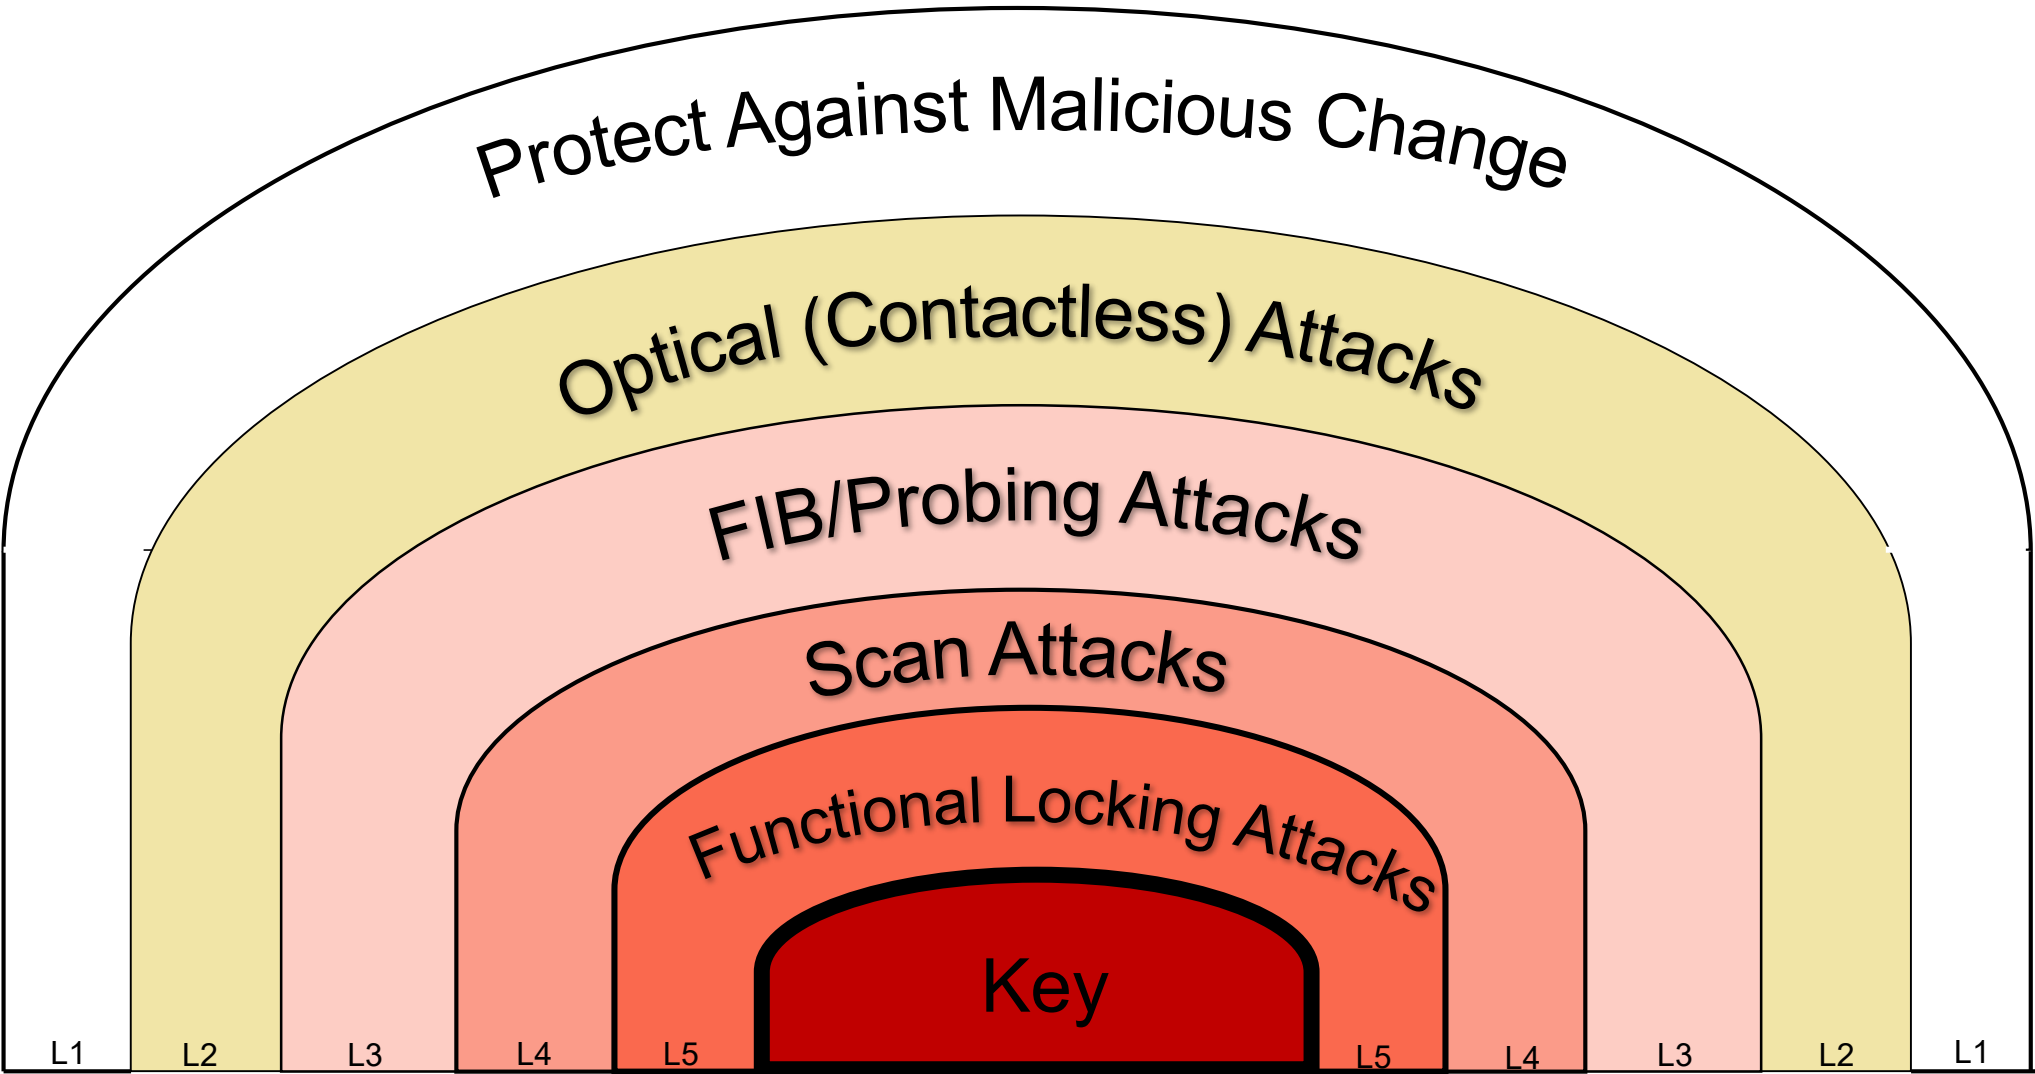 Protect Against Malicious Change
Optical (Contactless) Attacks
FIB/Probing Attacks
Scan Attacks
Functional Locking Attacks
Key
L1 L2 L3 L4 L5 L5 L4 L3 L2 L1